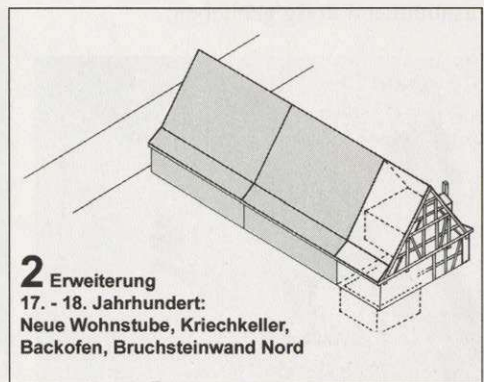 2 Erweiterung
17. - 18. Jahrhundert:
Neue Wohnstube, Kriechkeller,
Backofen, Bruchsteinwand Nord